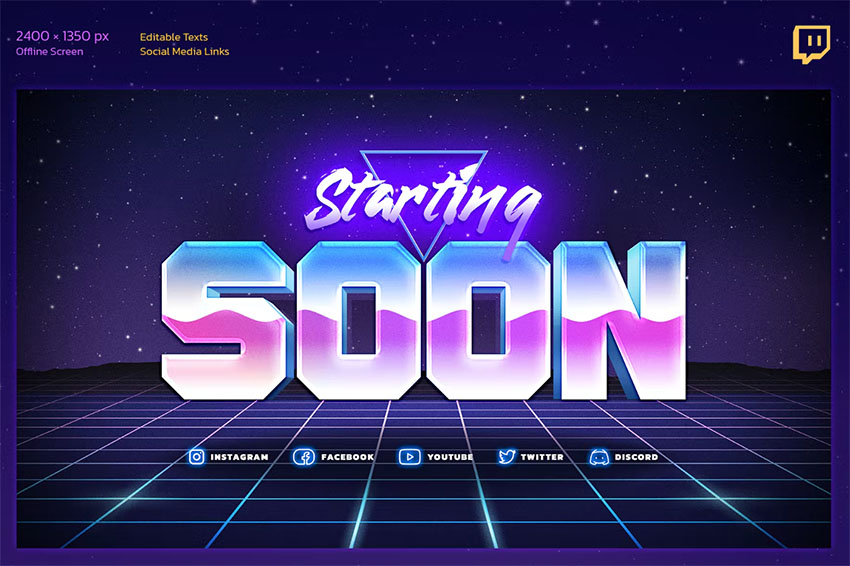 2400 × 1350 px
Offline Screen
Editable Texts
Social Media Links
Starting
SOON
INSTAGRAM FACEBOOK YOUTUBE TWITTER DISCORD